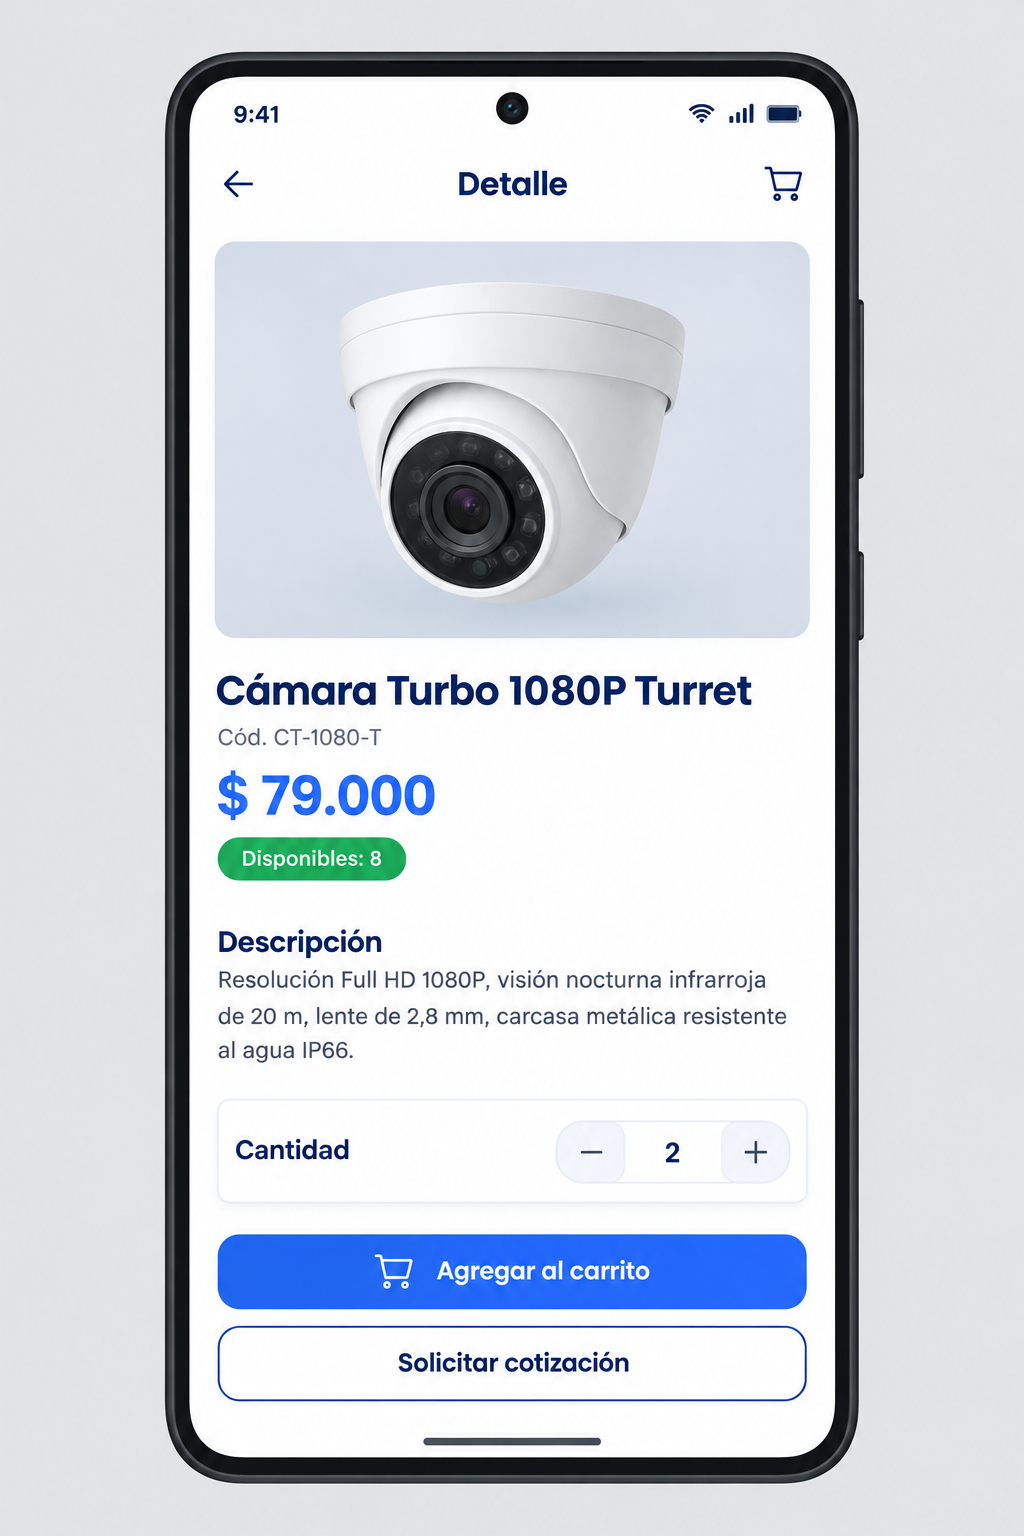 9:41
Detalle
Cámara Turbo 1080P Turret
Cód. CT-1080-T
$ 79.000
Disponibles: 8
Descripción
Resolución Full HD 1080P, visión nocturna infrarroja
de 20 m, lente de 2,8 mm, carcasa metálica resistente
al agua IP66.
Cantidad
− 2 +
Agregar al carrito
Solicitar cotización